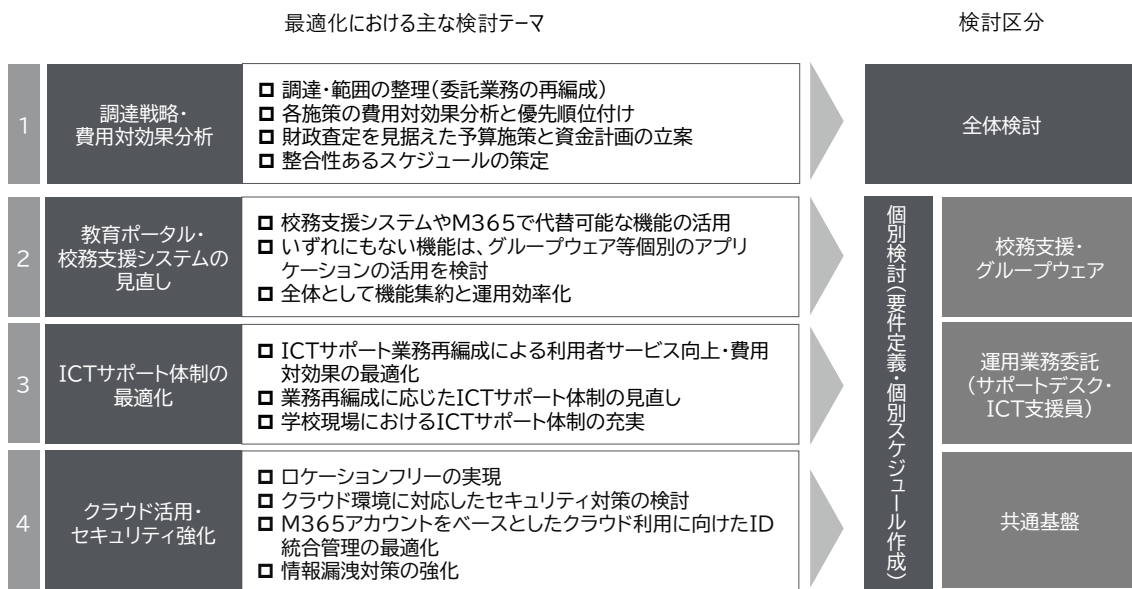 最適化における主な検討テーマ
検討区分
1
調達戦略・
費用対効果分析
調達・範囲の整理(委託業務の再編成)
各施策の費用対効果分析と優先順位付け
財政査定を見据えた予算施策と資金計画の立案
整合性あるスケジュールの策定
全体検討
2
教育ポータル・
校務支援システムの
見直し
校務支援システムやM365で代替可能な機能の活用
いずれにもない機能は、グループウェア等個別のアプリ
ケーションの活用を検討
全体として機能集約と運用効率化
個別検討(要件定義・個別スケジュール作成)
校務支援・
グループウェア
3
ICTサポート体制の
最適化
ICTサポート業務再編成による利用者サービス向上・費用
対効果の最適化
業務再編成に応じたICTサポート体制の見直し
学校現場におけるICTサポート体制の充実
運用業務委託
(サポートデスク・
ICT支援員)
4
クラウド活用・
セキュリティ強化
ロケーションフリーの実現
クラウド環境に対応したセキュリティ対策の検討
M365アカウントをベースとしたクラウド利用に向けたID
統合管理の最適化
情報漏洩対策の強化
共通基盤